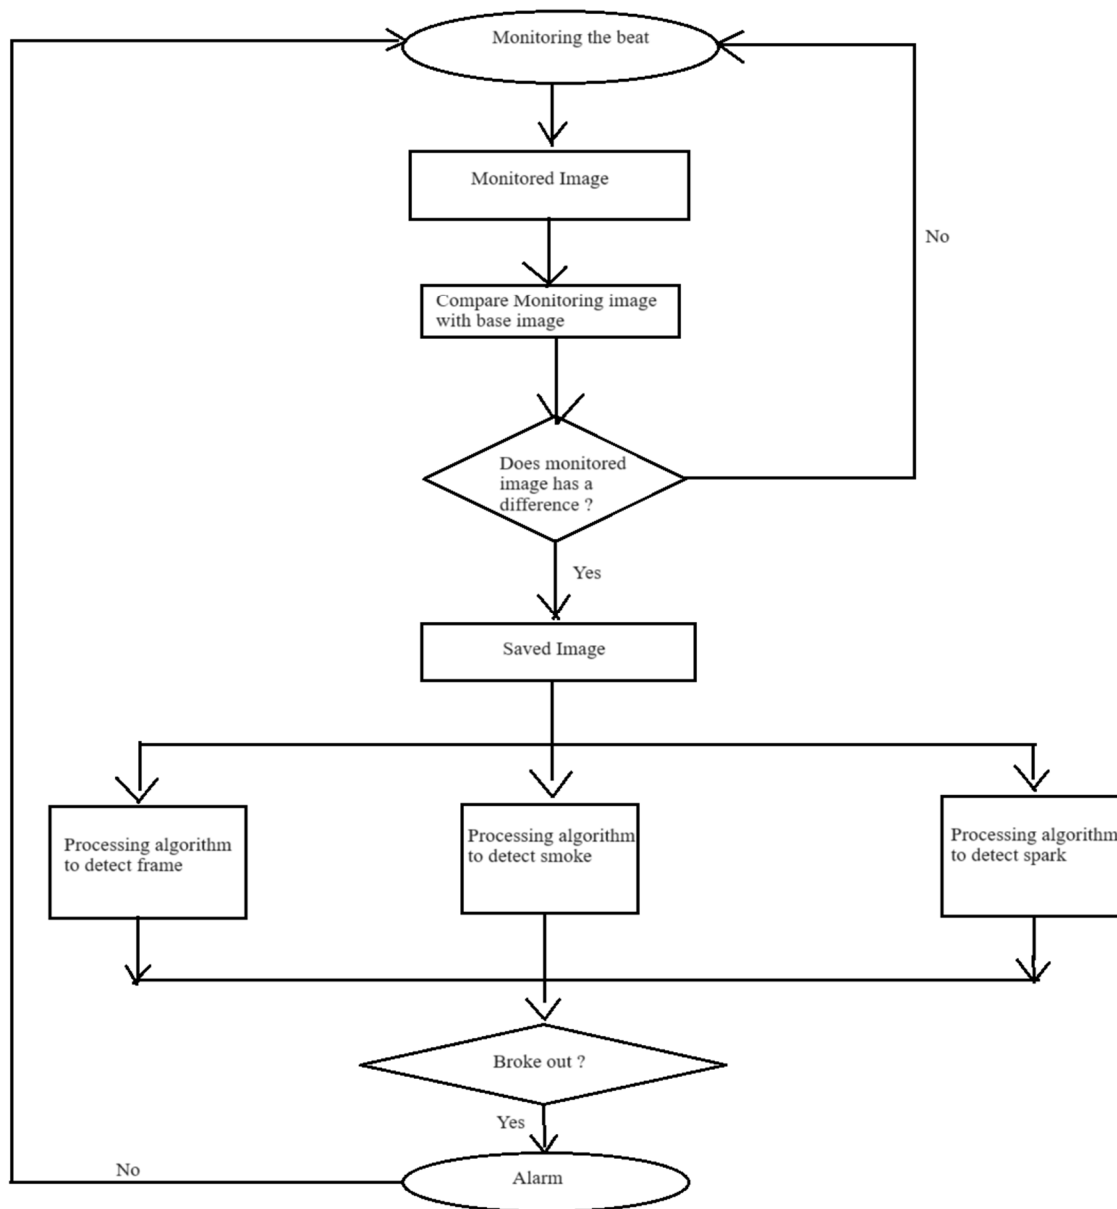 Monitoring the beat
Monitored Image
No
Compare Monitoring image
with base image
Does monitored
image has a
difference ?
Yes
Saved Image
Processing algorithm
to detect frame
Processing algorithm
to detect smoke
Processing algorithm
to detect spark
Broke out ?
Yes
No
Alarm